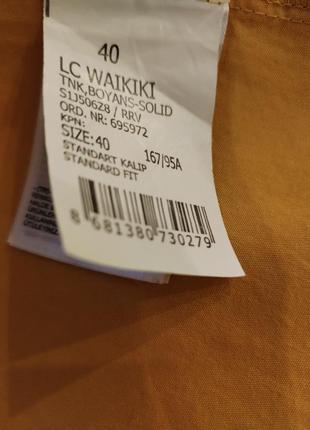 40
LC WAIKIKI
TNK,BOYANS-SOLID
S1J506Z8 / RRV
ORD. NR: 695972
KPN:
SIZE:40
167/95A
STANDART KALIP
STANDARD FIT
8 681380 730279